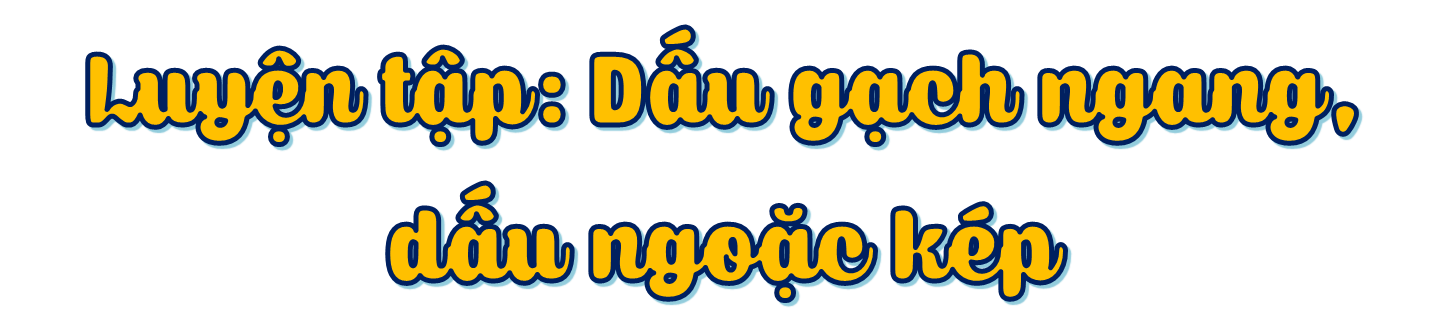 Luyện tập: Dấu gạch ngang,
dấu ngoặc kép